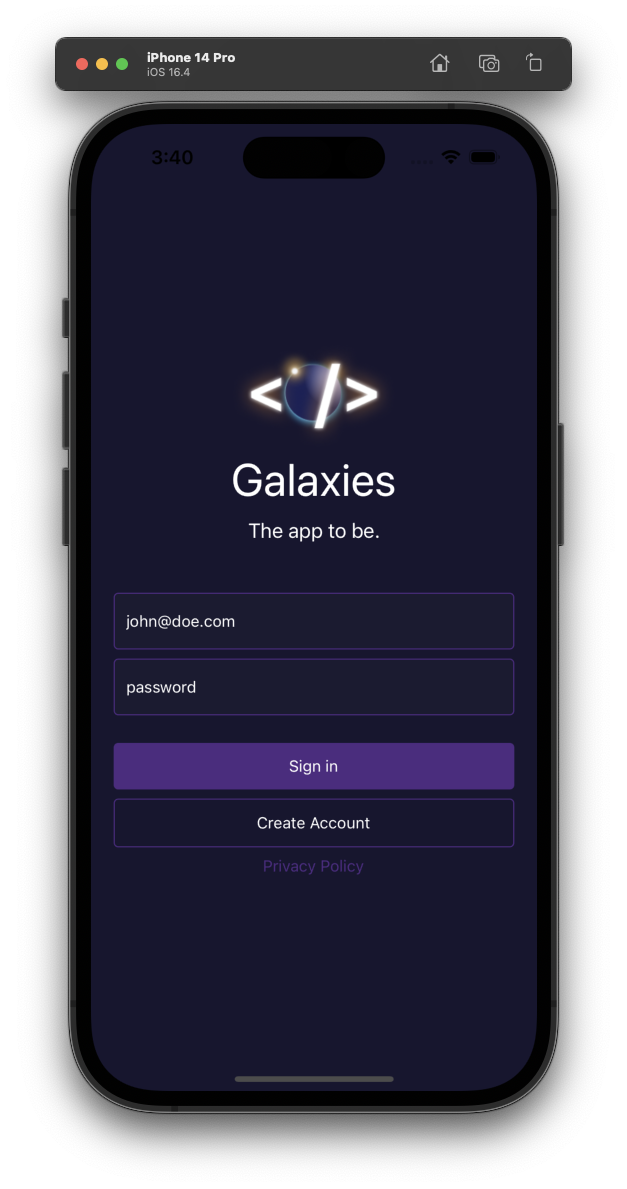 iPhone 14 Pro
iOS 16.4
3:40
</>
Galaxies
The app to be.
john@doe.com
password
Sign in
Create Account
Privacy Policy